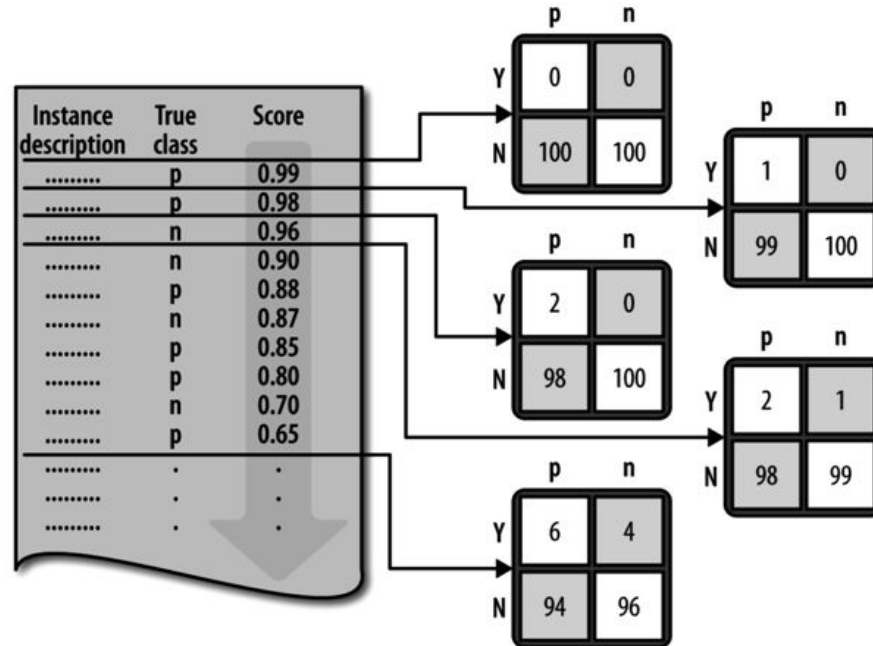 Instance description True class Score
......... p 0.99
......... p 0.98
......... n 0.96
......... n 0.90
......... p 0.88
......... n 0.87
......... p 0.85
......... p 0.80
......... n 0.70
......... p 0.65
......... . .
......... . .
......... . .
p n
Y 0 0
N 100 100
p n
Y 1 0
N 99 100
p n
Y 2 0
N 98 100
p n
Y 2 1
N 98 99
p n
Y 6 4
N 94 96